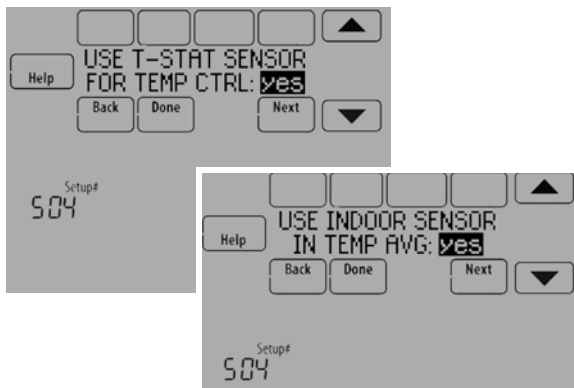 USE T-STAT SENSOR
Help
FOR TEMP CTRL: yes
Back Done Next
Setup#
504
USE INDOOR SENSOR
Help
IN TEMP AVG: yes
Back Done Next
Setup#
504